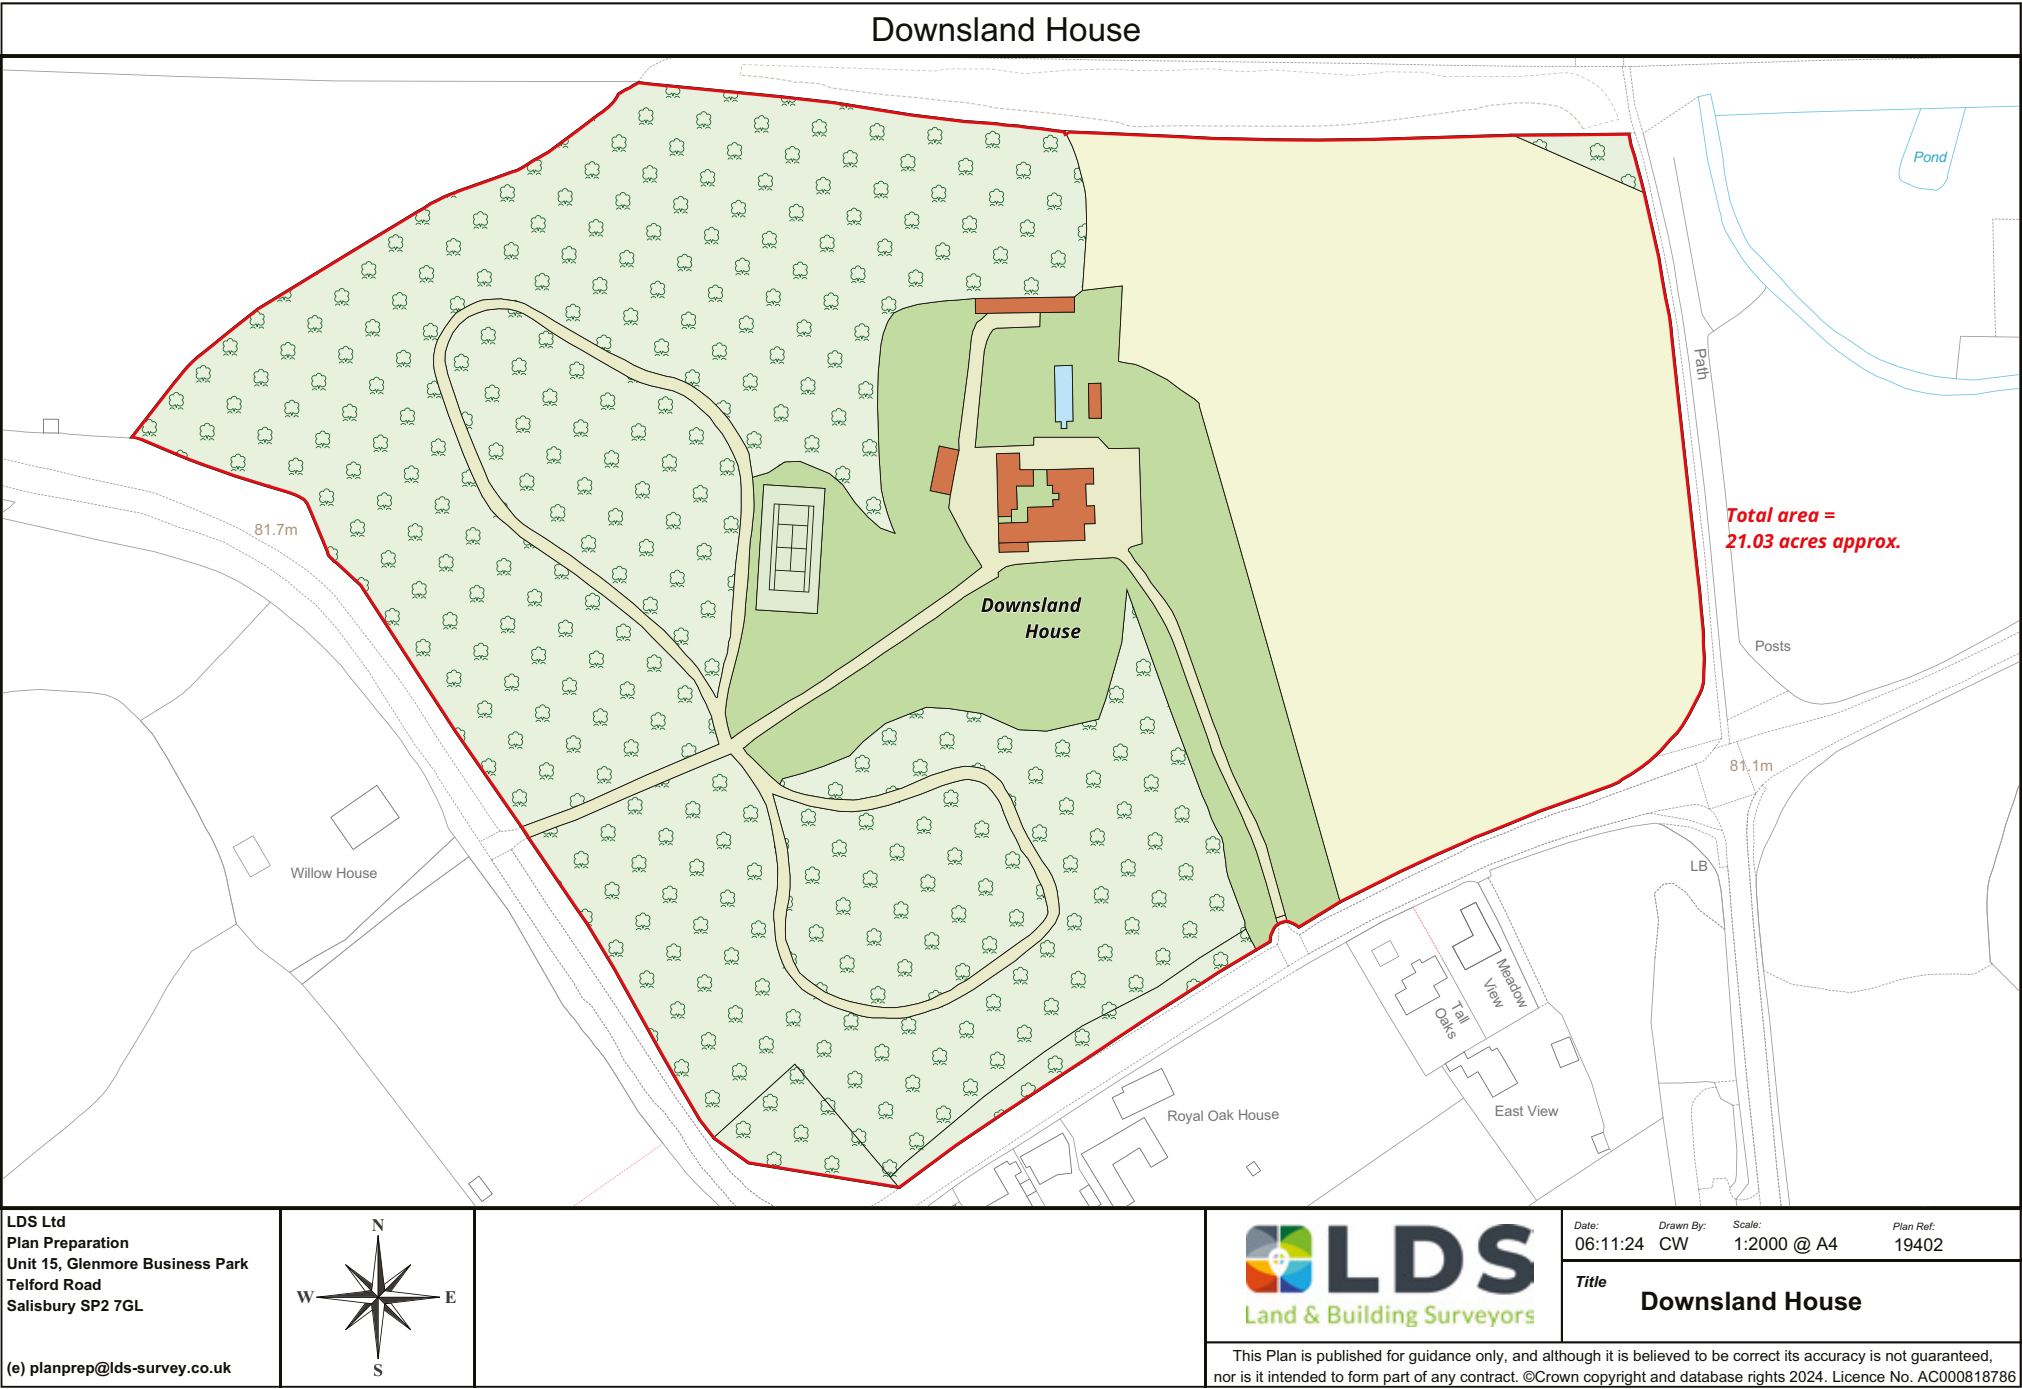 Downsland House
Pond
Path
81.7m
Total area =
21.03 acres approx.
Downsland
House
Posts
81.1m
Willow House
LB
Meadow
View
Tall
Oaks
Royal Oak House
East View
LDS Ltd
Plan Preparation
Unit 15, Glenmore Business Park
Telford Road
Salisbury SP2 7GL
(e) planprep@lds-survey.co.uk
N
W
E
S
LDS
Land & Building Surveyors
Date: Drawn By: Scale: Plan Ref:
06:11:24 CW 1:2000 @ A4 19402
Title
Downsland House
This Plan is published for guidance only, and although it is believed to be correct its accuracy is not guaranteed,
nor is it intended to form part of any contract. ©Crown copyright and database rights 2024. Licence No. AC000818786